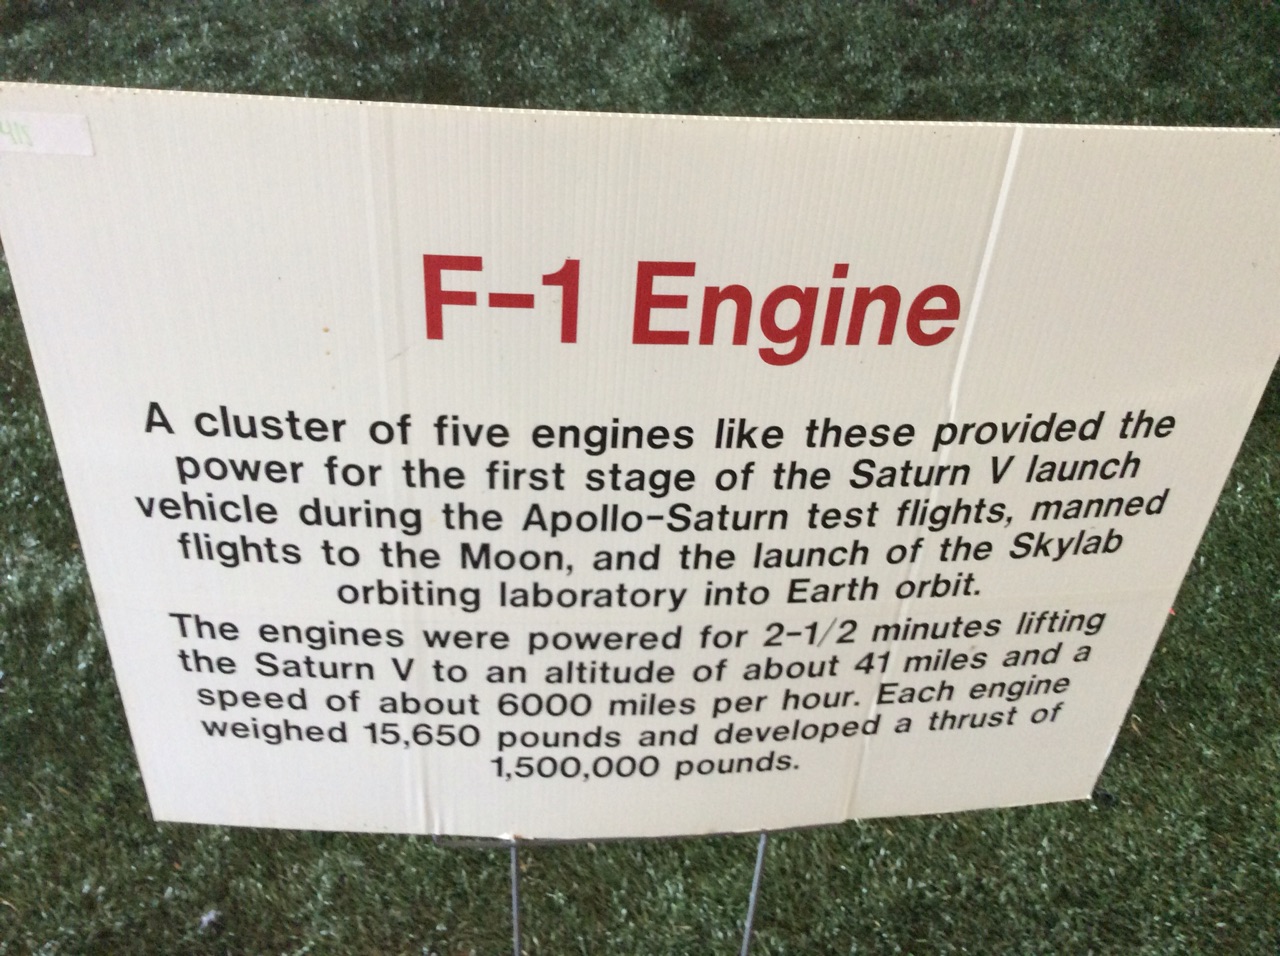 F-1 Engine
A cluster of five engines like these provided the
power for the first stage of the Saturn V launch
vehicle during the Apollo-Saturn test flights, manned
flights to the Moon, and the launch of the Skylab
orbiting laboratory into Earth orbit.
The engines were powered for 2-1/2 minutes lifting
the Saturn V to an altitude of about 41 miles and a
speed of about 6000 miles per hour. Each engine
weighed 15,650 pounds and developed a thrust of
1,500,000 pounds.